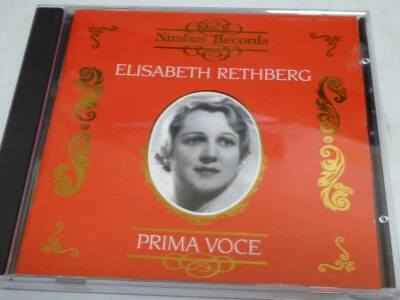 Nimbus Records
ELISABETH RETHBERG
PRIMA VOCE